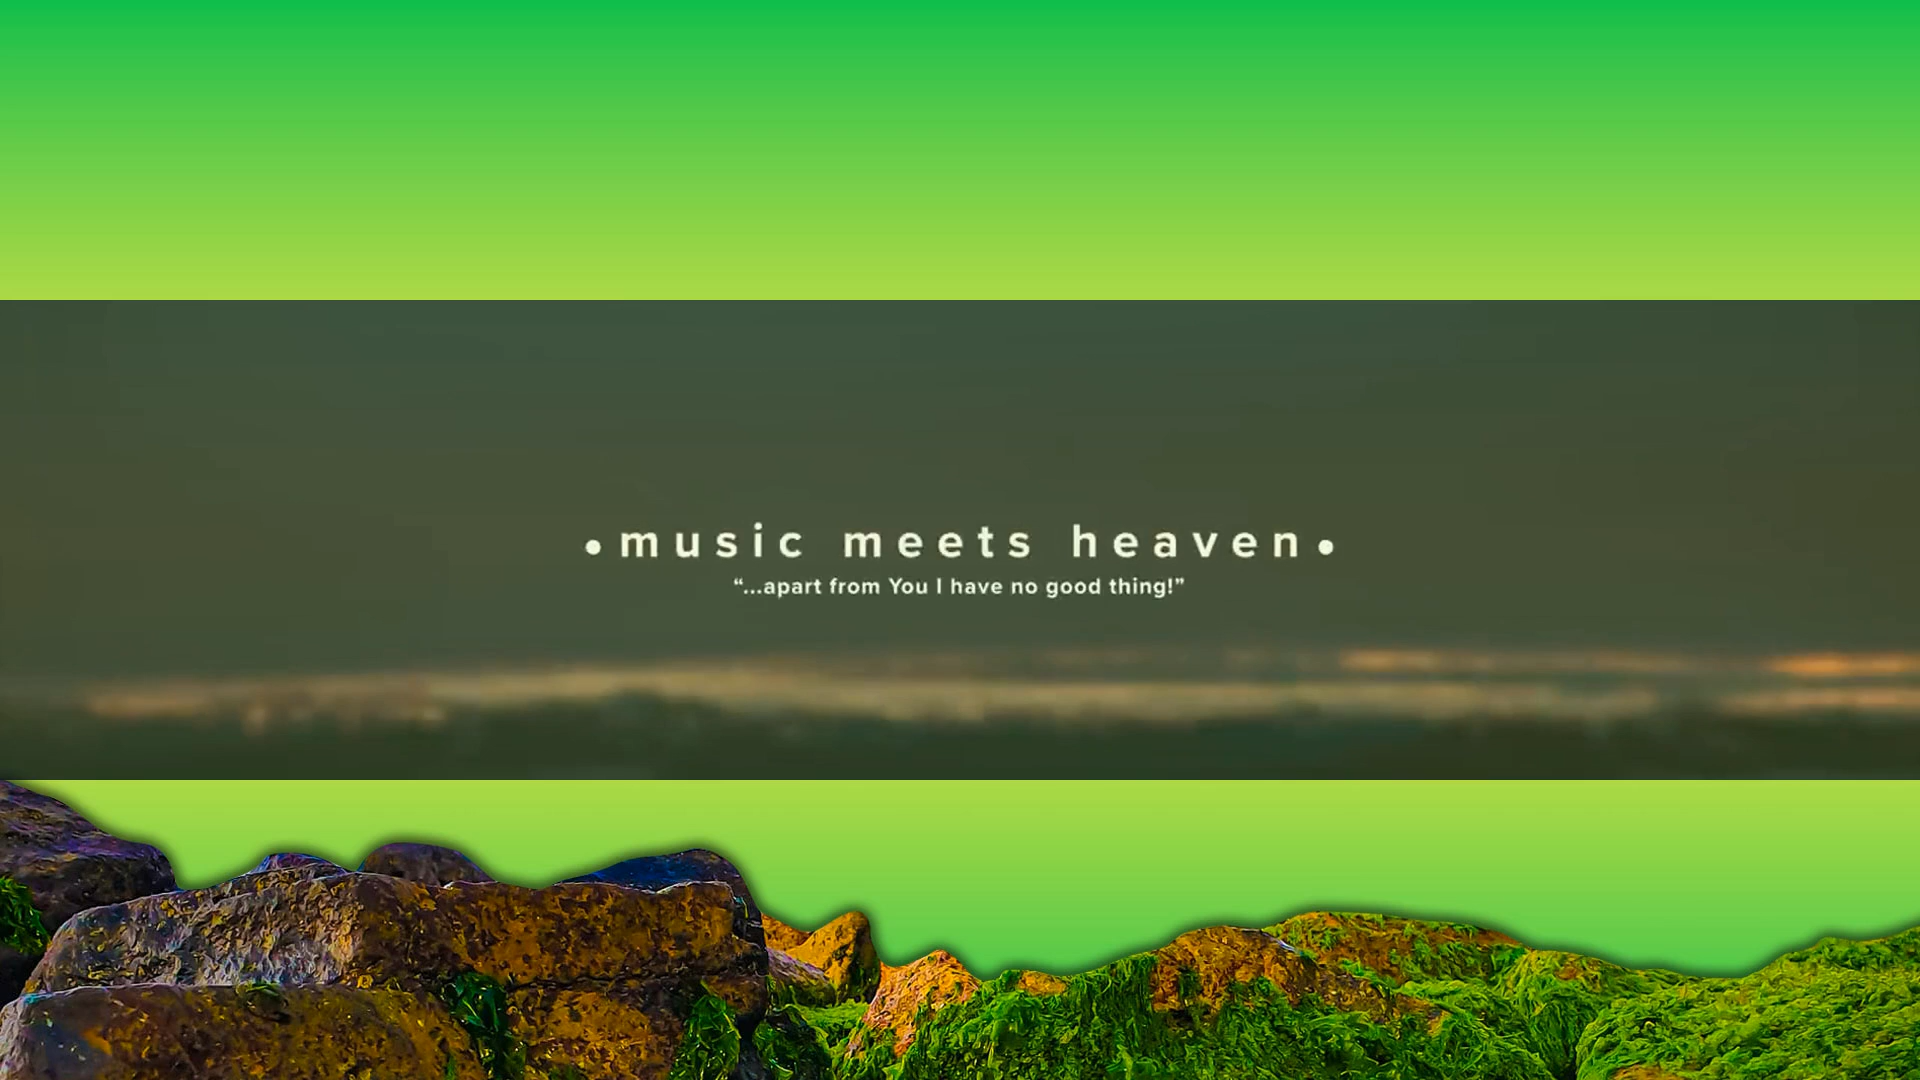 • music meets heaven •
“...apart from You I have no good thing!”